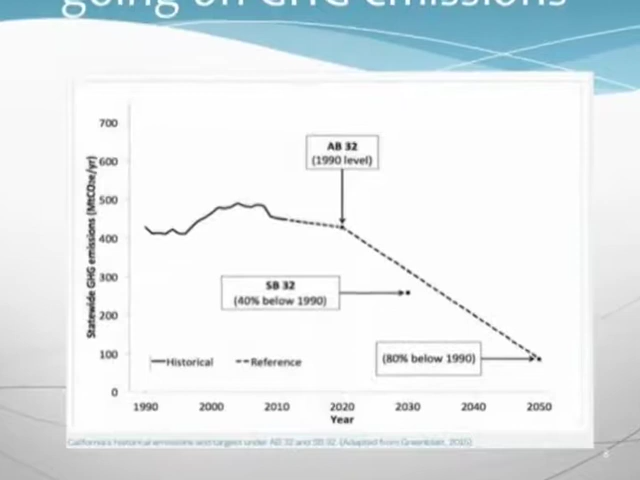 going on GHG emissions
700
600
500
400
300
200
100
0
Statewide GHG emissions (MtCO2e/yr)
AB 32
(1990 level)
SB 32
(40% below 1990)
(80% below 1990)
Historical
Reference
1990 2000 2010 2020 2030 2040 2050
Year
California's historical emissions and targets under AB 32 and SB 32. (Adapted from Greenblatt, 2015)